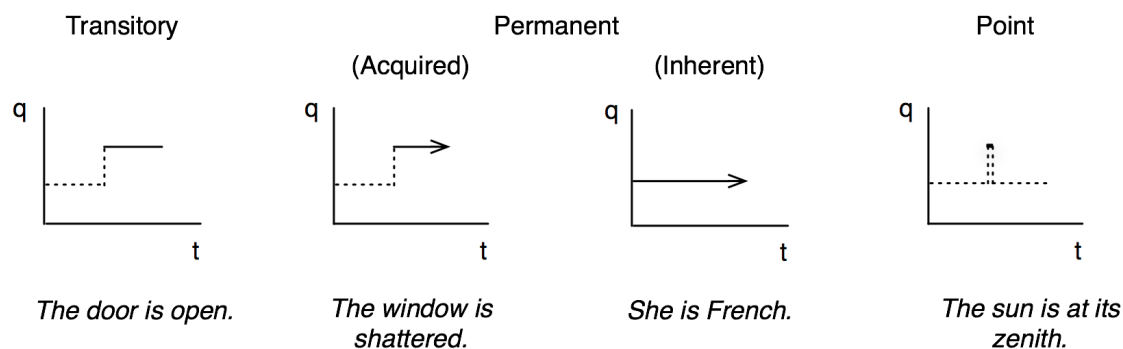 Transitory
Permanent
Point
(Acquired)
(Inherent)
q
q
q
q
t
t
t
t
The door is open.
The window is
shattered.
She is French.
The sun is at its
zenith.